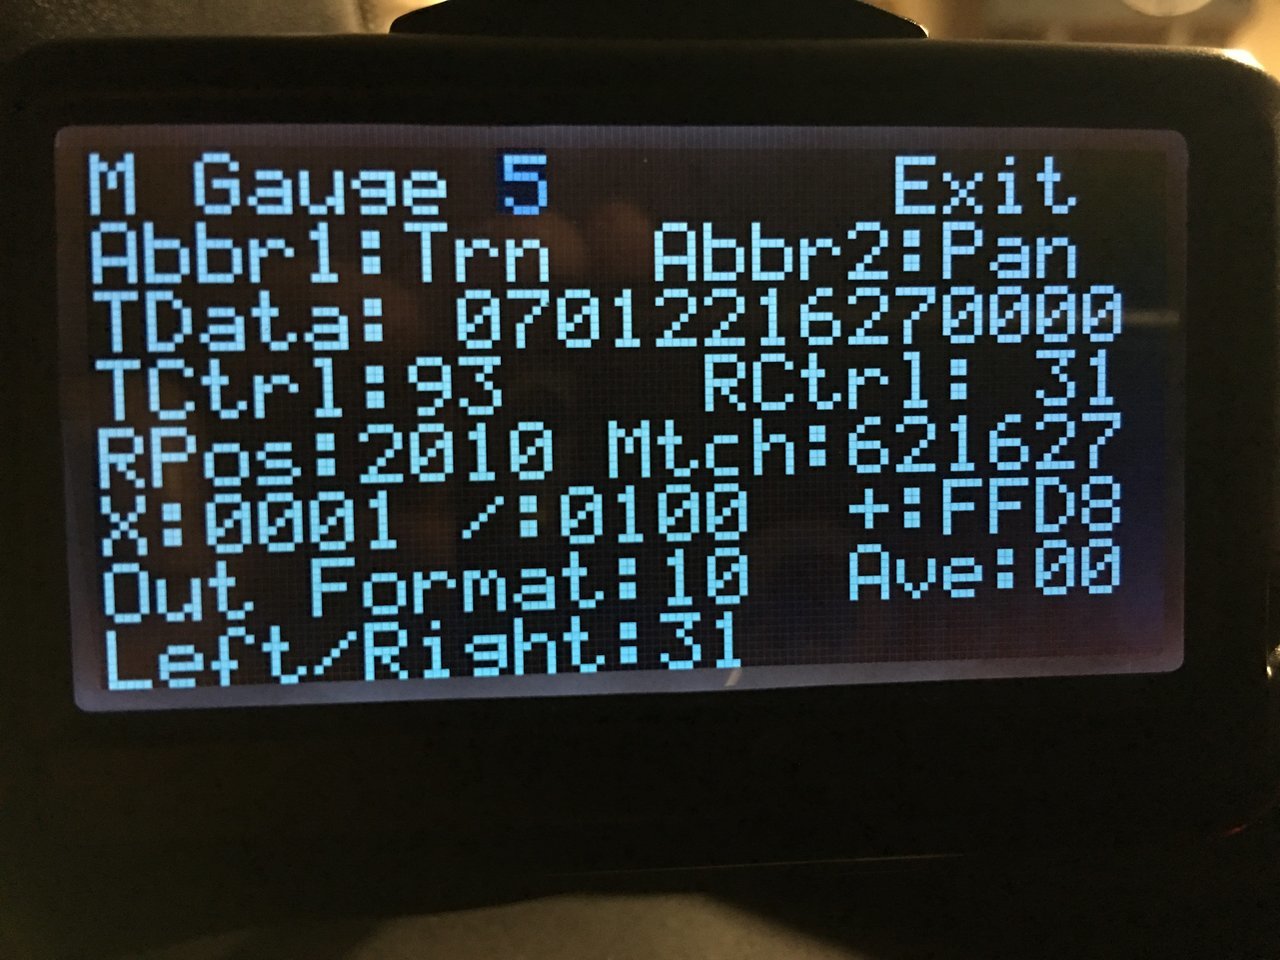 M Gauge 5 Exit
Abbr1:Trn Abbr2:Pan
TData: 070122216270000
TCtrl:93 RCtrl: 31
RPos:2010 Mtch:621627
X:0001 /:0100 +:FFD8
Out Format:10 Ave:00
Left/Right:31